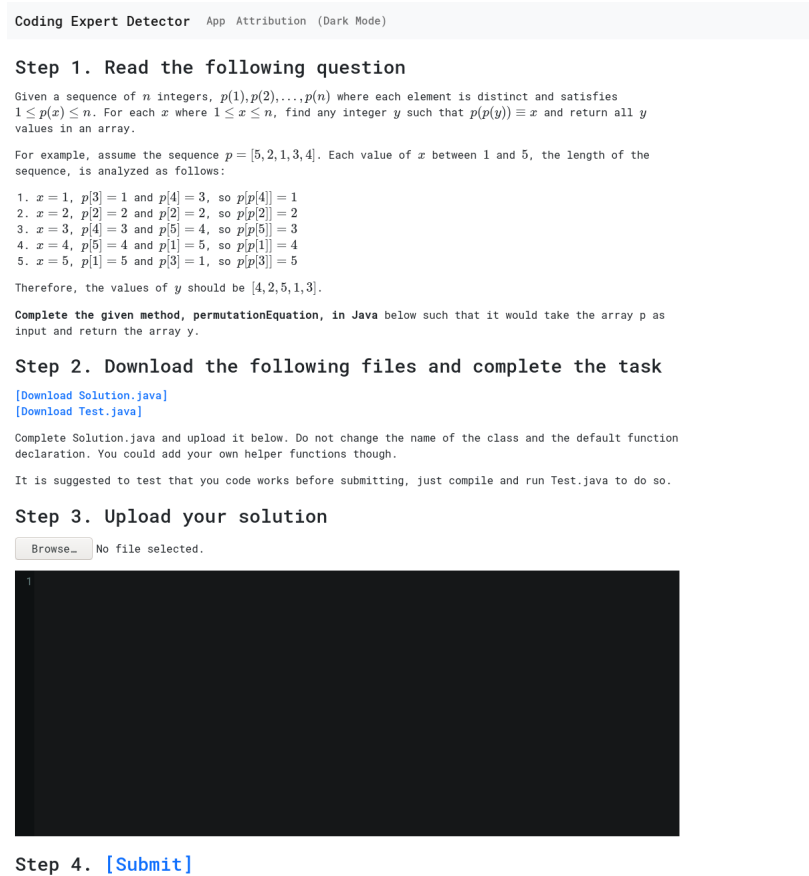 Coding Expert Detector App Attribution (Dark Mode)
Step 1. Read the following question
Given a sequence of n integers, p(1), p(2), . . . , p(n) where each element is distinct and satisfies
1 ≤ p(x) ≤ n. For each x where 1 ≤ x ≤ n, find any integer y such that p(p(y)) ≡ x and return all y
values in an array.
For example, assume the sequence p = [5, 2, 1, 3, 4]. Each value of x between 1 and 5, the length of the
sequence, is analyzed as follows:
1. x = 1, p[3] = 1 and p[4] = 3, so p[p[4]] = 1
2. x = 2, p[2] = 2 and p[2] = 2, so p[p[2]] = 2
3. x = 3, p[4] = 3 and p[5] = 4, so p[p[5]] = 3
4. x = 4, p[5] = 4 and p[1] = 5, so p[p[1]] = 4
5. x = 5, p[1] = 5 and p[3] = 1, so p[p[3]] = 5
Therefore, the values of y should be [4, 2, 5, 1, 3].
Complete the given method, permutationEquation, in Java below such that it would take the array p as
input and return the array y.
Step 2. Download the following files and complete the task
[Download Solution.java]
[Download Test.java]
Complete Solution.java and upload it below. Do not change the name of the class and the default function
declaration. You could add your own helper functions though.
It is suggested to test that you code works before submitting, just compile and run Test.java to do so.
Step 3. Upload your solution
Browse… No file selected.
1
Step 4. [Submit]